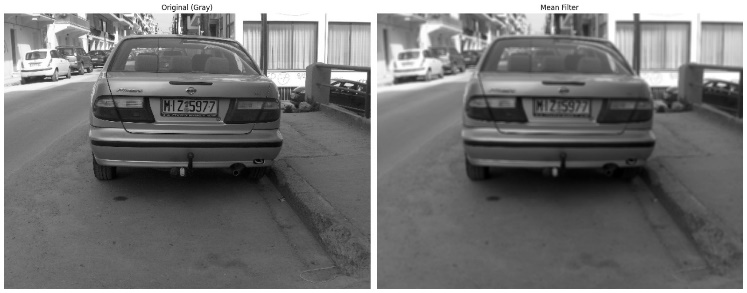 Original (Gray)
Mean Filter
MIZ 5977
MIZ 5977